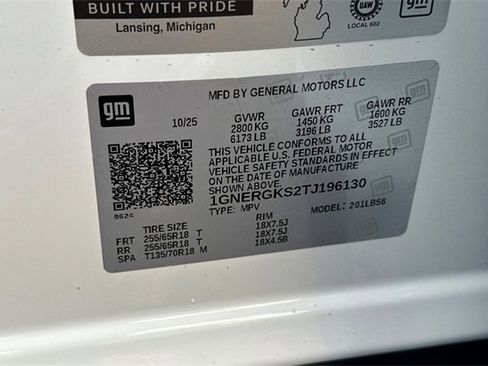 BUILT WITH PRIDE
Lansing, Michigan
UAW
LOCAL 602
gm
gm
MFD BY GENERAL MOTORS LLC
10/25
GVWR GAWR FRT GAWR RR
2800 KG 1450 KG 1600 KG
6173 LB 3196 LB 3527 LB
THIS VEHICLE CONFORMS TO ALL
APPLICABLE U.S. FEDERAL MOTOR
VEHICLE SAFETY STANDARDS IN EFFECT ON
THE DATE OF MANUFACTURE SHOWN ABOVE.
1GNERGKS2TJ196130
TYPE: MPV MODEL: 201LB56
8624
TIRE SIZE RIM
FRT 255/65R18 T 18X7.5J
RR 255/65R18 T 18X7.5J
SPA T135/70R18 M 18X4.5B